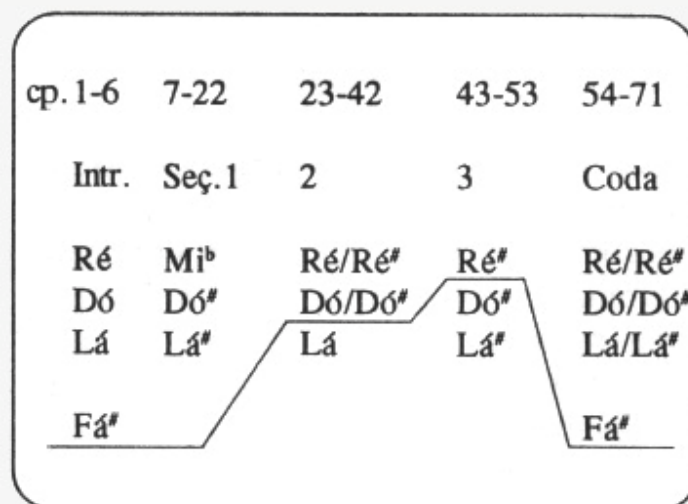 cp. 1-6 7-22 23-42 43-53 54-71
Intr. Seç.1 2 3 Coda
Ré Mi♭ Ré/Ré# Ré# Ré/Ré#
Dó Dó# Dó/Dó# Dó# Dó/Dó#
Lá Lá# Lá Lá# Lá/Lá#
Fá# Fá#